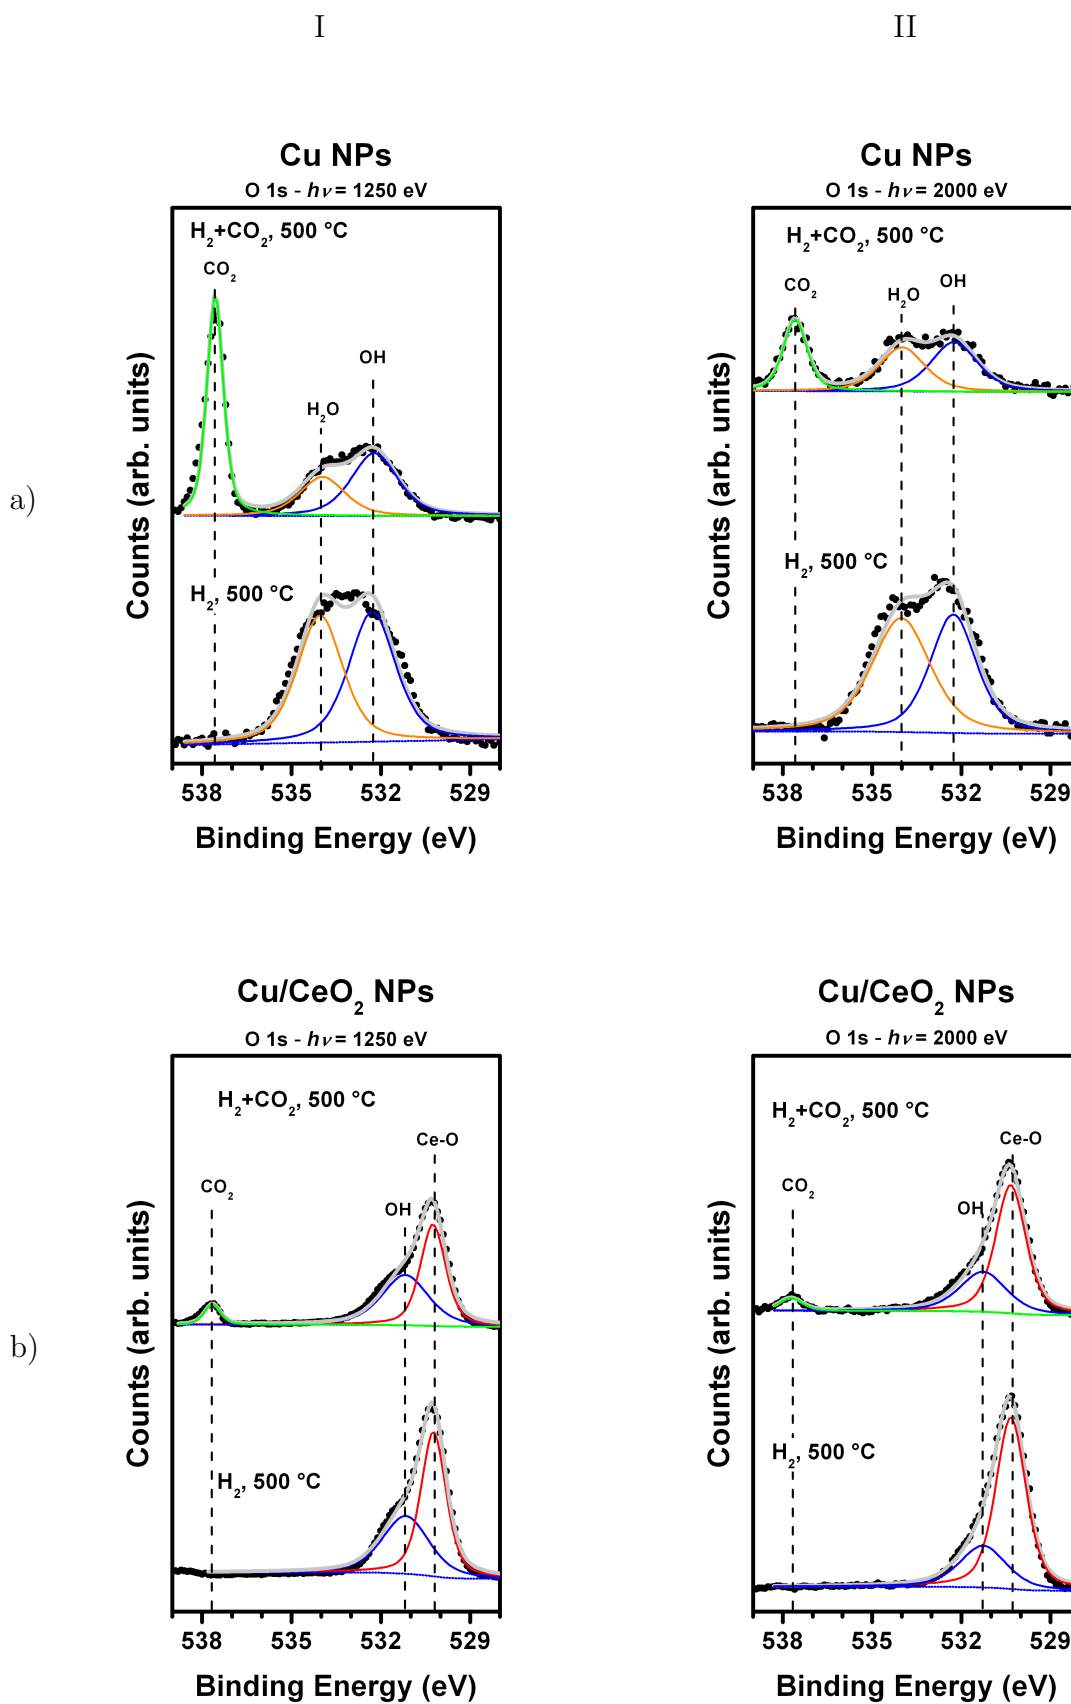 I
II
a)
Cu NPs
O 1s - hν = 1250 eV
H₂+CO₂, 500 °C
CO₂
H₂O
OH
H₂, 500 °C
Counts (arb. units)
538 535 532 529
Binding Energy (eV)
Cu NPs
O 1s - hν = 2000 eV
H₂+CO₂, 500 °C
CO₂
H₂O
OH
H₂, 500 °C
Counts (arb. units)
538 535 532 529
Binding Energy (eV)
b)
Cu/CeO₂ NPs
O 1s - hν = 1250 eV
H₂+CO₂, 500 °C
Ce-O
CO₂
OH
H₂, 500 °C
Counts (arb. units)
538 535 532 529
Binding Energy (eV)
Cu/CeO₂ NPs
O 1s - hν = 2000 eV
H₂+CO₂, 500 °C
Ce-O
CO₂
OH
H₂, 500 °C
Counts (arb. units)
538 535 532 529
Binding Energy (eV)